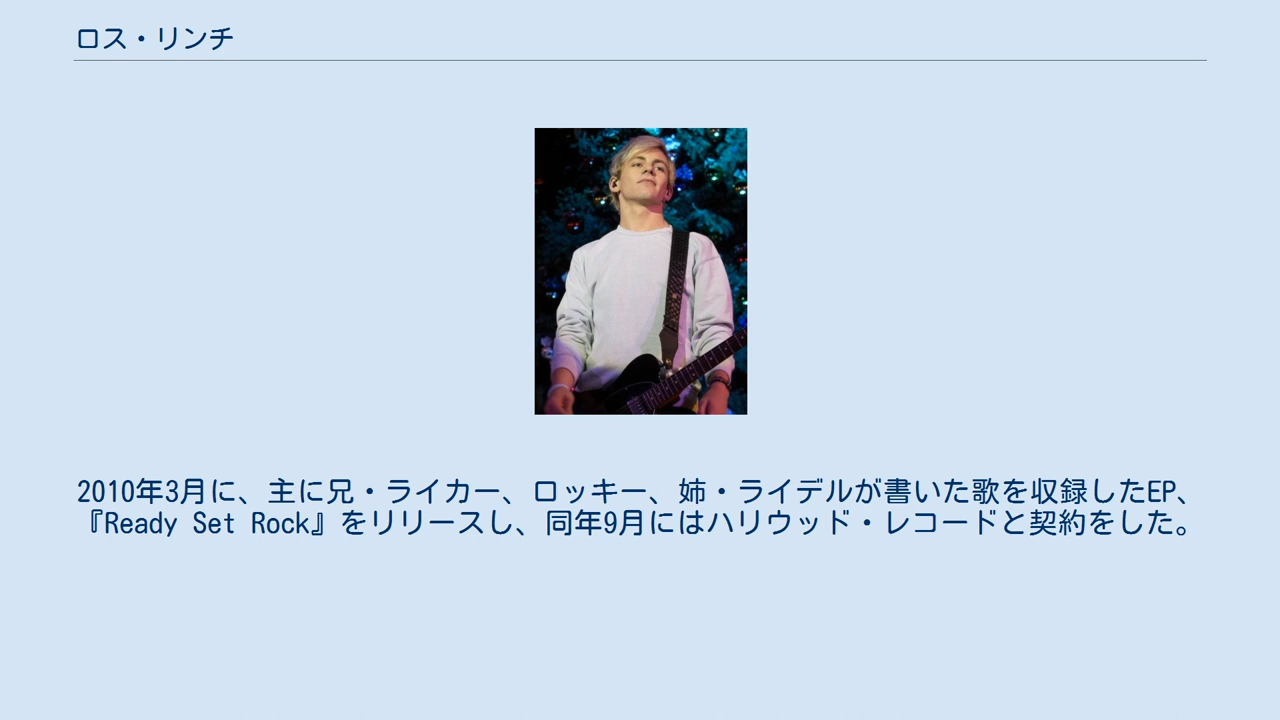 ロス・リンチ
2010年3月に、主に兄・ライカー、ロッキー、姉・ライデルが書いた歌を収録したEP、
『Ready Set Rock』をリリースし、同年9月にはハリウッド・レコードと契約をした。